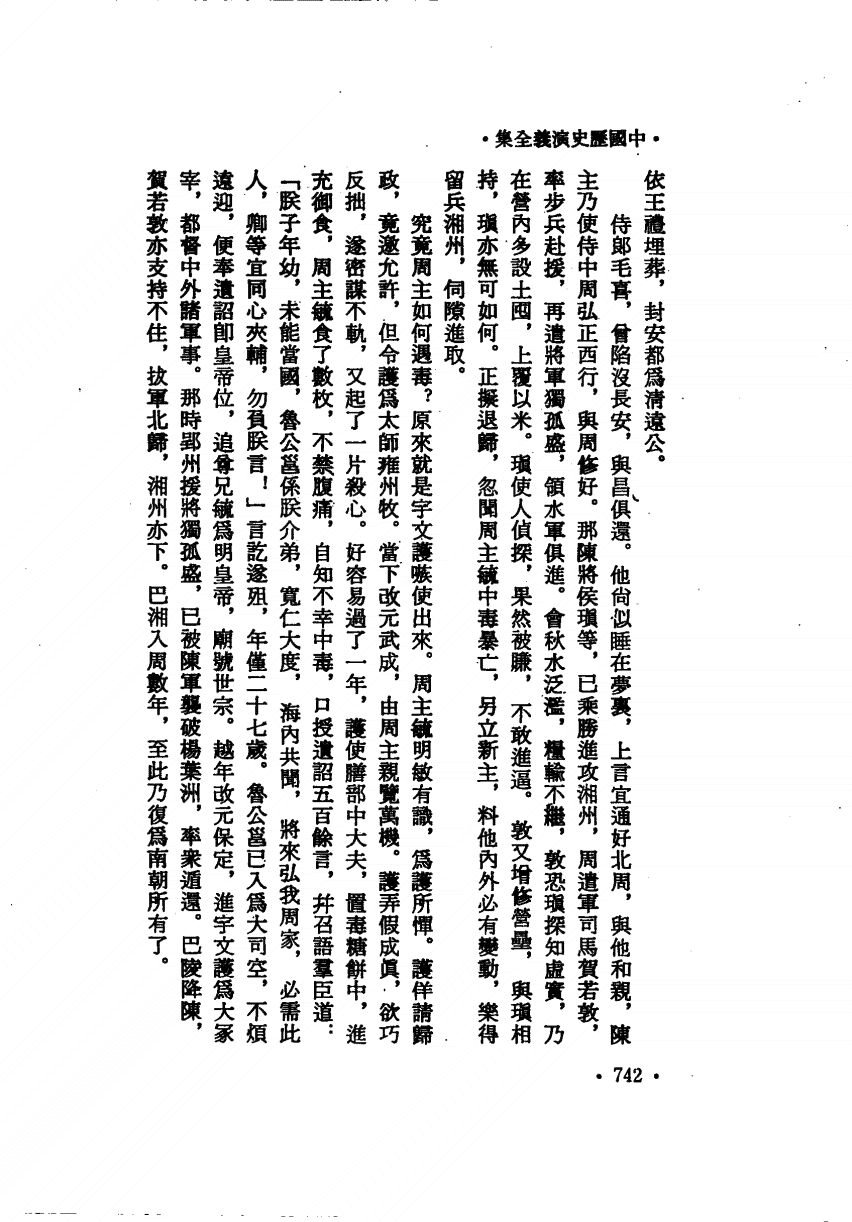 •中國歷史演義全集•
依王禮埋葬，封安都爲清遠公。
侍郎毛喜，曾陷沒長安，與昌俱還。他尙似睡在夢裏，上言宜通好北周，與他和親，陳
主乃使侍中周弘正西行，與周修好。那陳將侯瑱等，已乘勝進攻湘州，周遣軍司馬賀若敦，
率步兵赴援，再遣將軍獨孤盛，領水軍俱進。會秋水泛濫，糧輸不繼，敦恐瑱探知虛實，乃
在營內多設土囤，上覆以米。瑱使人偵探，果然被賺，不敢進逼。敦又增修營壘，與瑱相
持，瑱亦無可如何。正擬退歸，忽聞周主毓中毒暴亡，另立新主，料他內外必有變動，樂得
留兵湘州，伺隙進取。
究竟周主如何遇毒？原來就是宇文護嗾使出來。周主毓明敏有識，爲護所憚。護佯請歸
政，竟邀允許，但令護爲太師雍州牧。當下改元武成，由周主親覽萬機。護弄假成眞，欲巧
反拙，遂密謀不軌，又起了一片殺心。好容易過了一年，護使膳部中大夫，置毒糖餅中，進
充御食，周主毓食了數枚，不禁腹痛，自知不幸中毒，口授遺詔五百餘言，幷召語羣臣道：
「朕子年幼，未能當國，魯公邕係朕介弟，寬仁大度，海內共聞，將來弘我周家，必需此
人，卿等宜同心夾輔，勿負朕言！」言訖遂殂，年僅二十七歲。魯公邕已入爲大司空，不煩
遠迎，便奉遺詔卽皇帝位，追尊兄毓爲明皇帝，廟號世宗。越年改元保定，進宇文護爲大冢
宰，都督中外諸軍事。那時郢州援將獨孤盛，已被陳軍襲破楊葉洲，率衆遁還。巴陵降陳，
賀若敦亦支持不住，拔軍北歸，湘州亦下。巴湘入周數年，至此乃復爲南朝所有了。
•742•